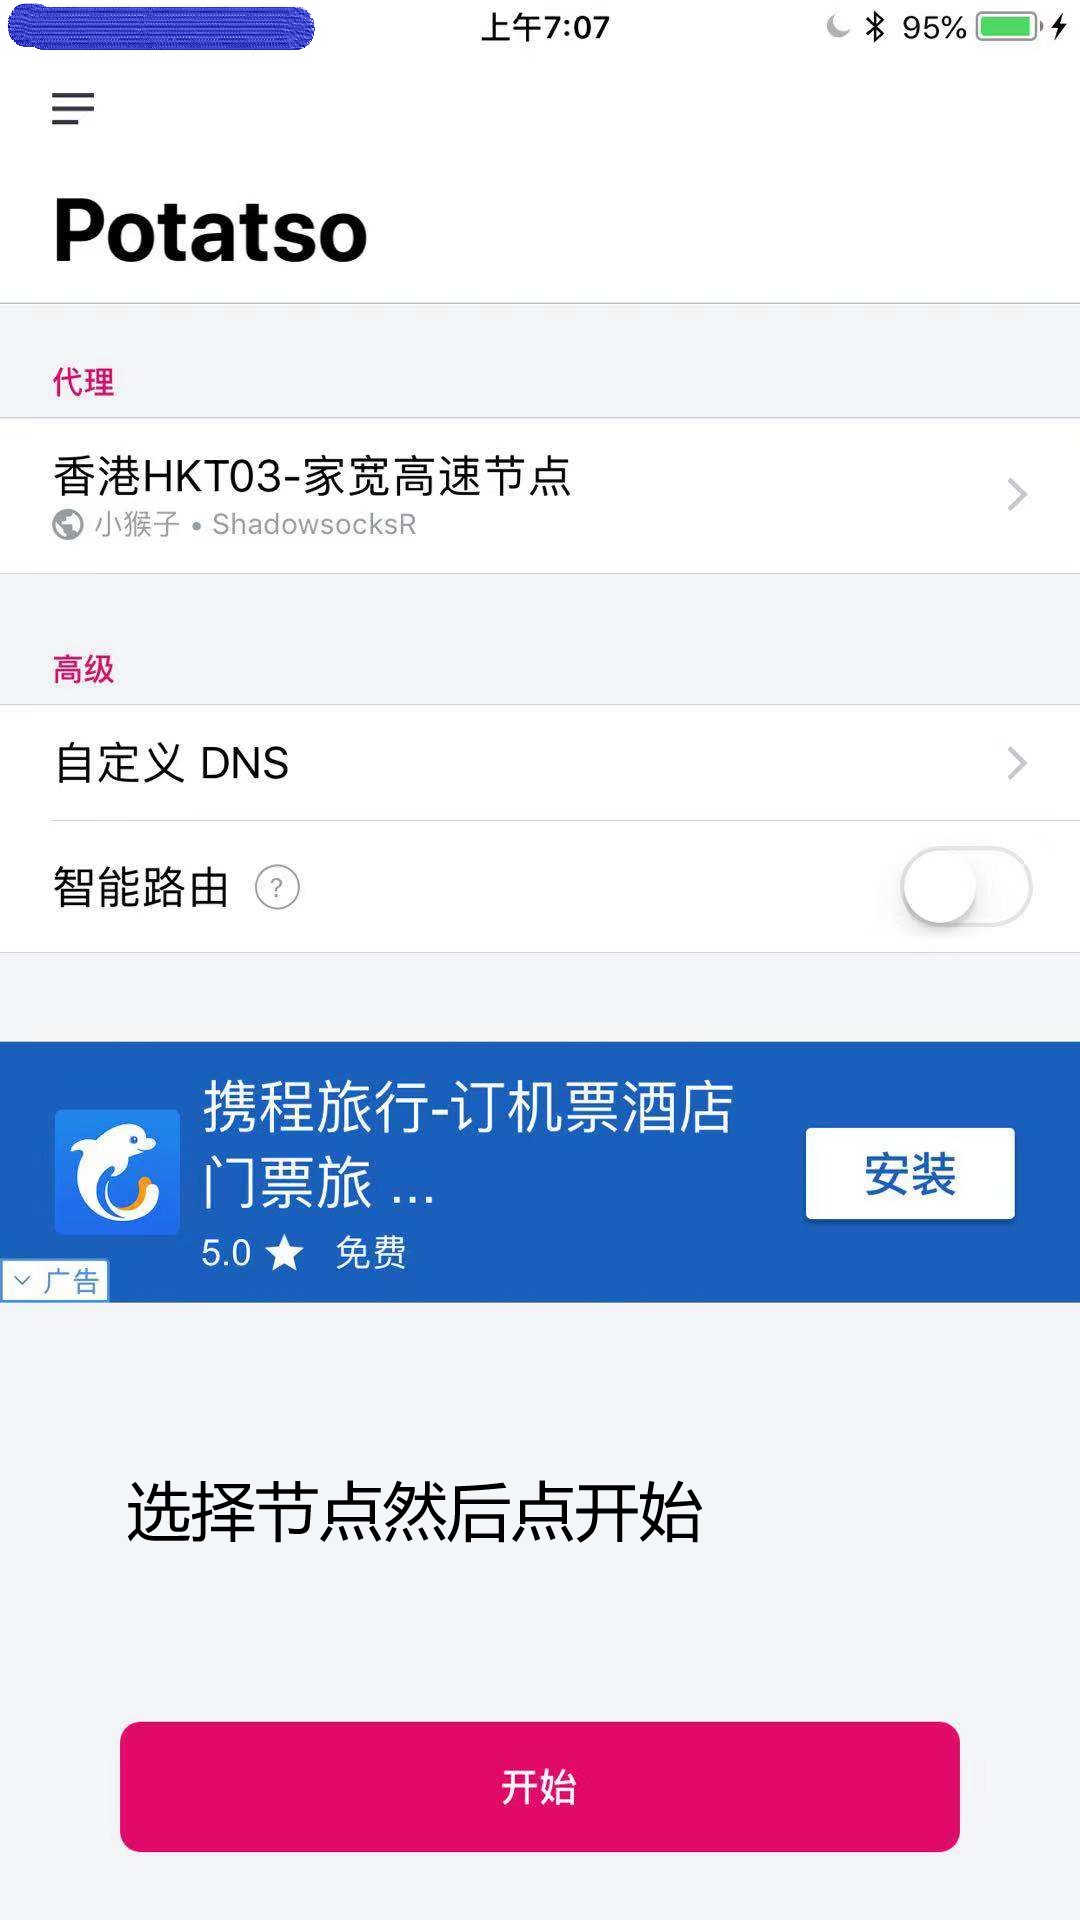 上午7:07
95%
Potatso
代理
香港HKT03-家宽高速节点
小猴子 • ShadowsocksR
高级
自定义 DNS
智能路由 ?
携程旅行-订机票酒店
门票旅 ...
安装
5.0 ★ 免费
广告
选择节点然后点开始
开始